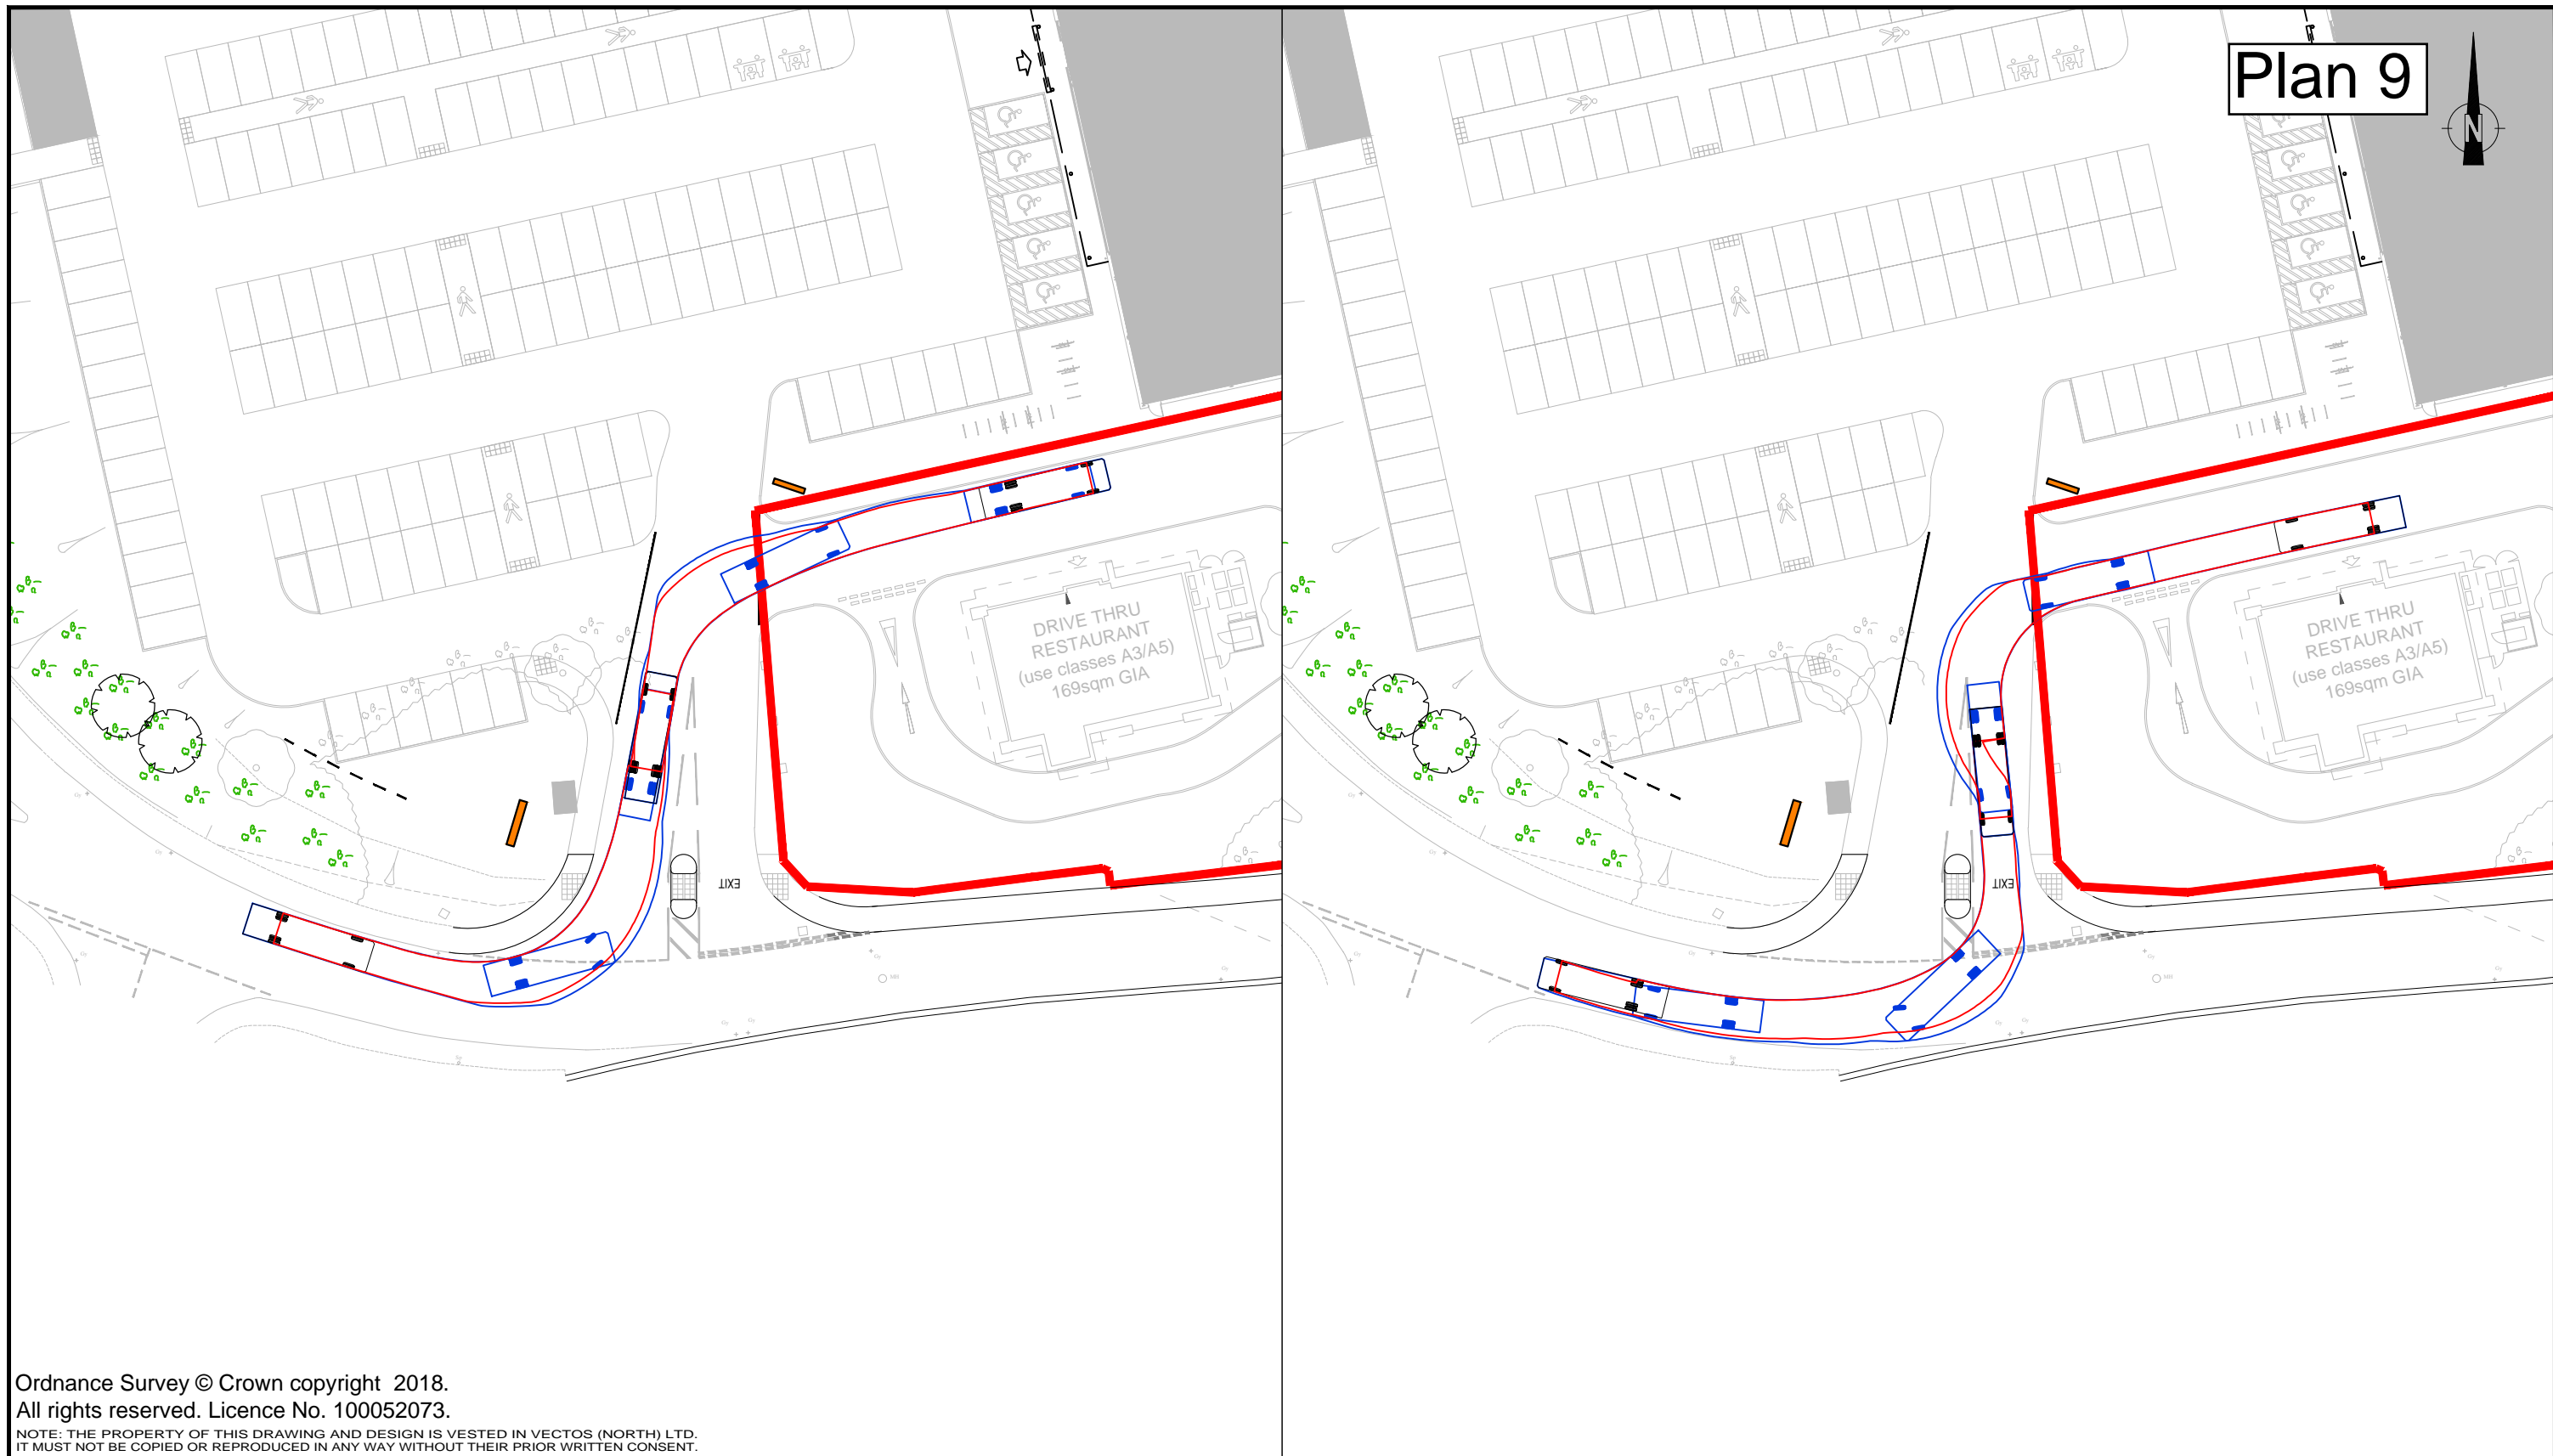 Plan 9
N
DRIVE THRU
RESTAURANT
(use classes A3/A5)
169sqm GIA
EXIT
DRIVE THRU
RESTAURANT
(use classes A3/A5)
169sqm GIA
EXIT
Ordnance Survey © Crown copyright 2018.
All rights reserved. Licence No. 100052073.
NOTE: THE PROPERTY OF THIS DRAWING AND DESIGN IS VESTED IN VECTOS (NORTH) LTD.
IT MUST NOT BE COPIED OR REPRODUCED IN ANY WAY WITHOUT THEIR PRIOR WRITTEN CONSENT.